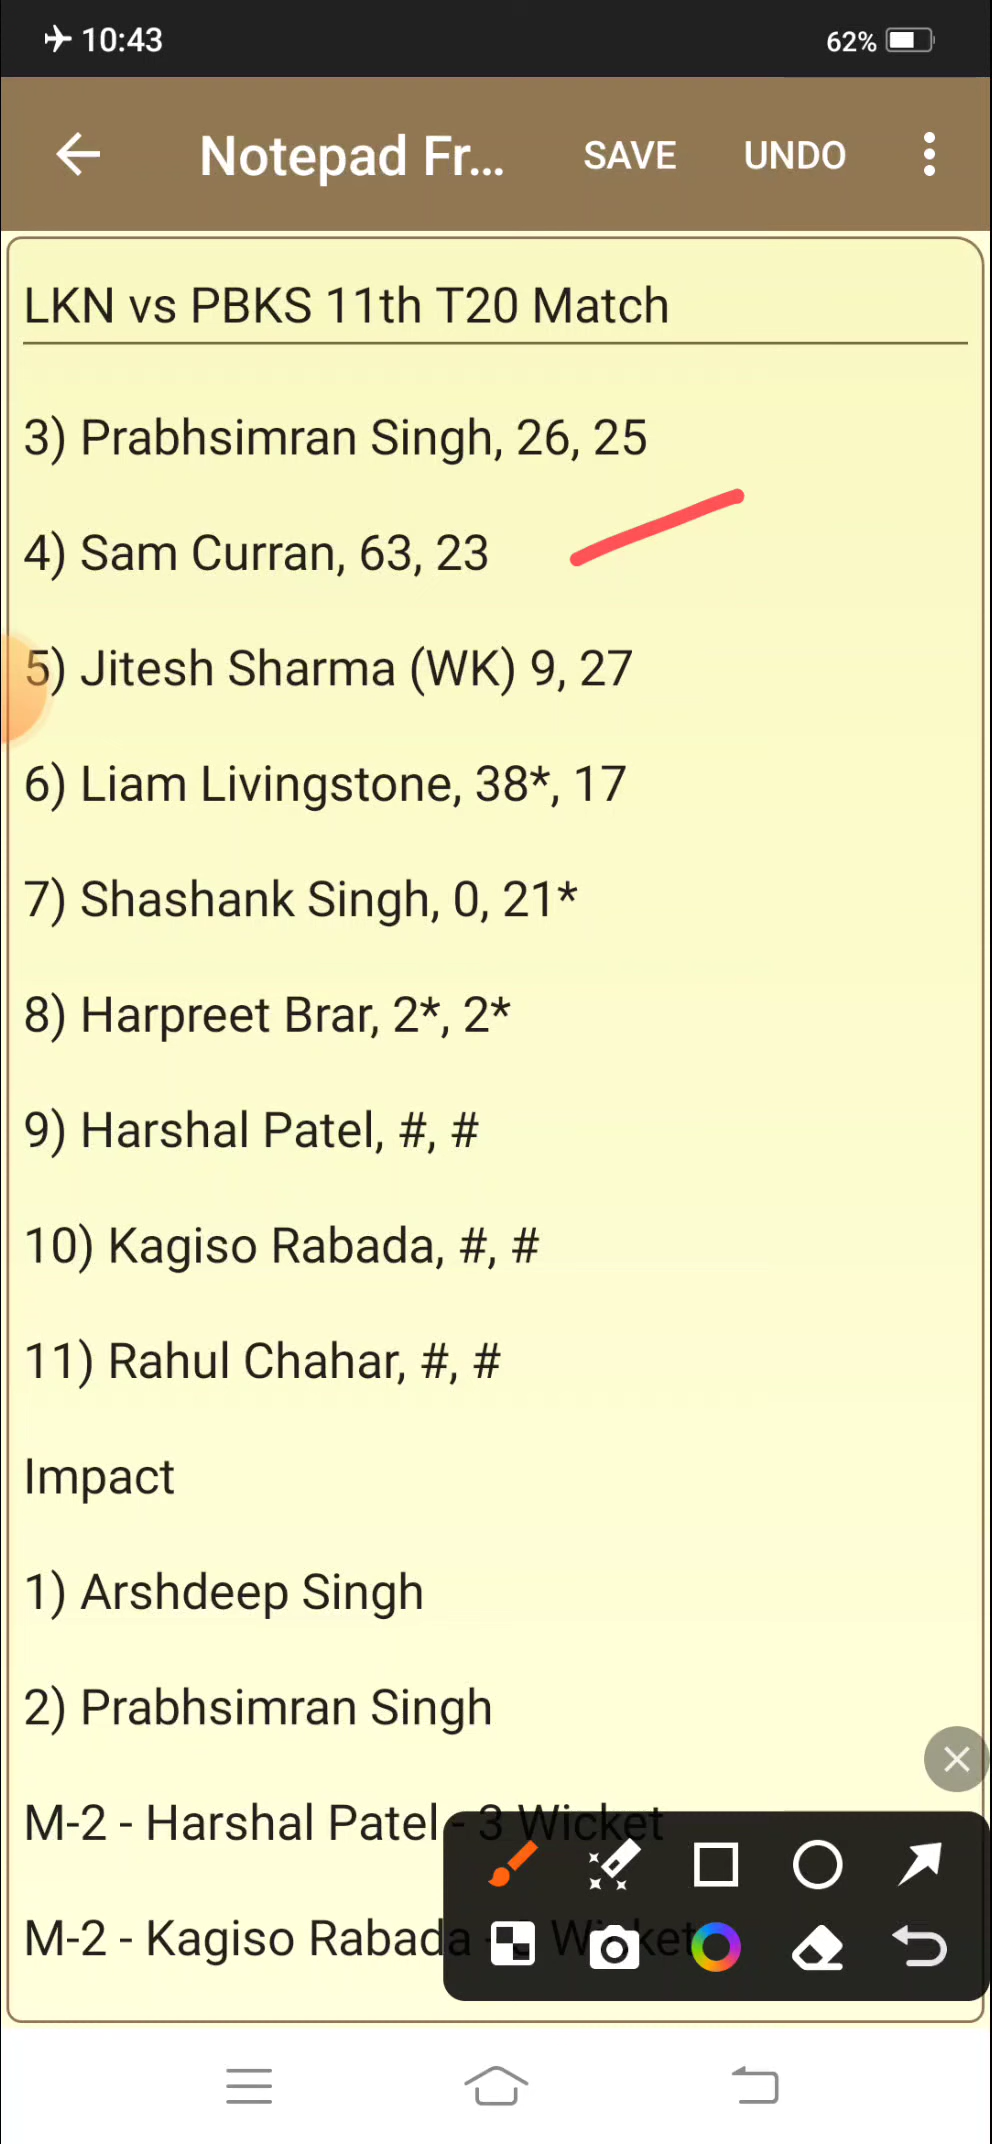 10:43 62%
Notepad Fr... SAVE UNDO
LKN vs PBKS 11th T20 Match
3) Prabhsimran Singh, 26, 25
4) Sam Curran, 63, 23
5) Jitesh Sharma (WK) 9, 27
6) Liam Livingstone, 38*, 17
7) Shashank Singh, 0, 21*
8) Harpreet Brar, 2*, 2*
9) Harshal Patel, #, #
10) Kagiso Rabada, #, #
11) Rahul Chahar, #, #
Impact
1) Arshdeep Singh
2) Prabhsimran Singh
M-2 - Harshal Patel - 3 Wicket
M-2 - Kagiso Rabada - Wicket